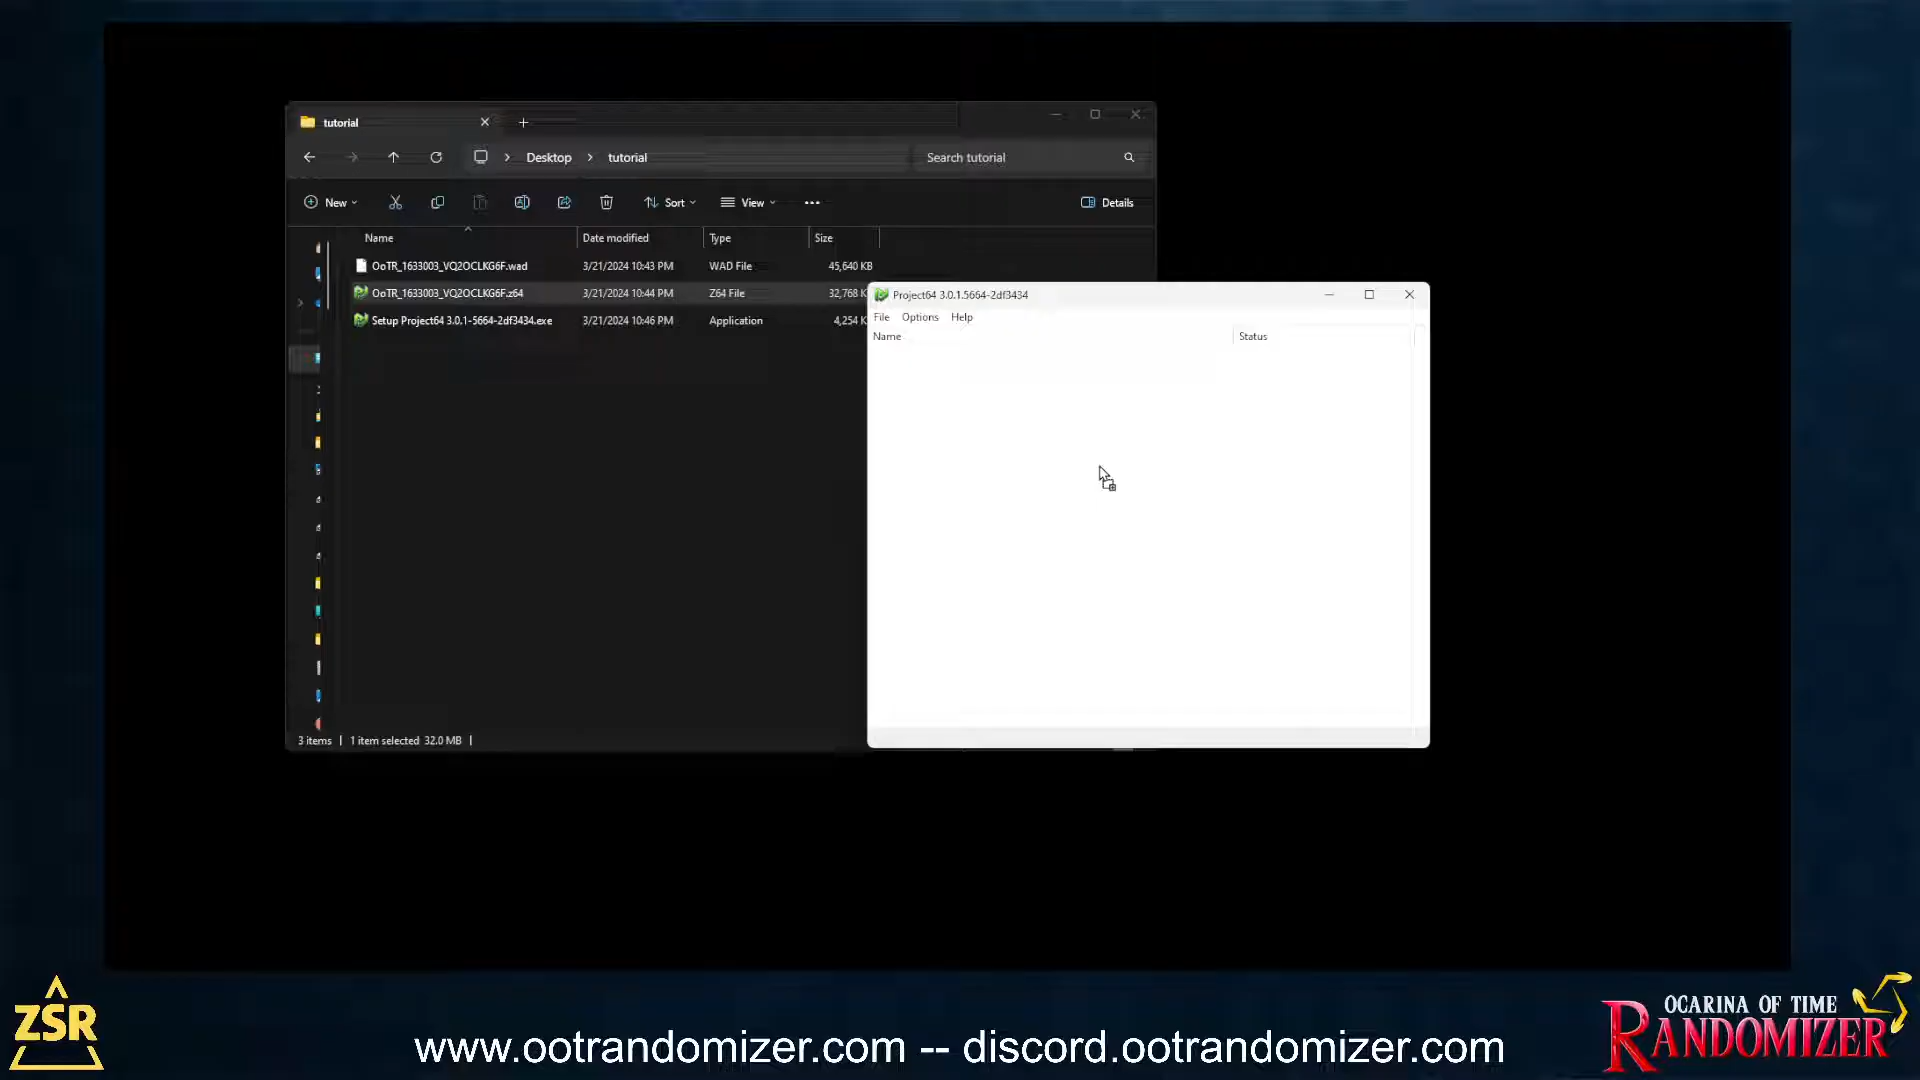 tutorial
Desktop > tutorial
Search tutorial
New
Sort
View
Details
Name Date modified Type Size
OoTR_1633003_VQ2OCLKG6F.wad 3/21/2024 10:43 PM WAD File 45,640 KB
OoTR_1633003_VQ2OCLKG6F.z64 3/21/2024 10:44 PM Z64 File 32,768 K
Setup Project64 3.0.1-5664-2df3434.exe 3/21/2024 10:46 PM Application 4,254 K
3 items | 1 item selected 32.0 MB |
Project64 3.0.1.5664-2df3434
File Options Help
Name Status
ZSR
www.ootrandomizer.com -- discord.ootrandomizer.com
OCARINA OF TIME
RANDOMIZER